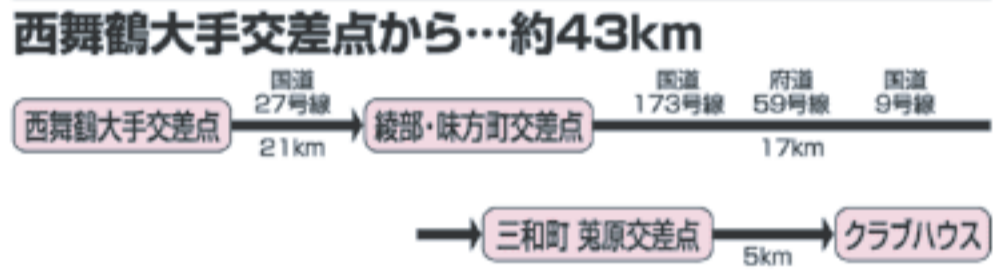 西舞鶴大手交差点から…約43km
国道 府道 国道 国道
27号線 173号線 59号線 9号線
西舞鶴大手交差点 綾部・味方町交差点
21km 17km
三和町 菟原交差点 クラブハウス
5km